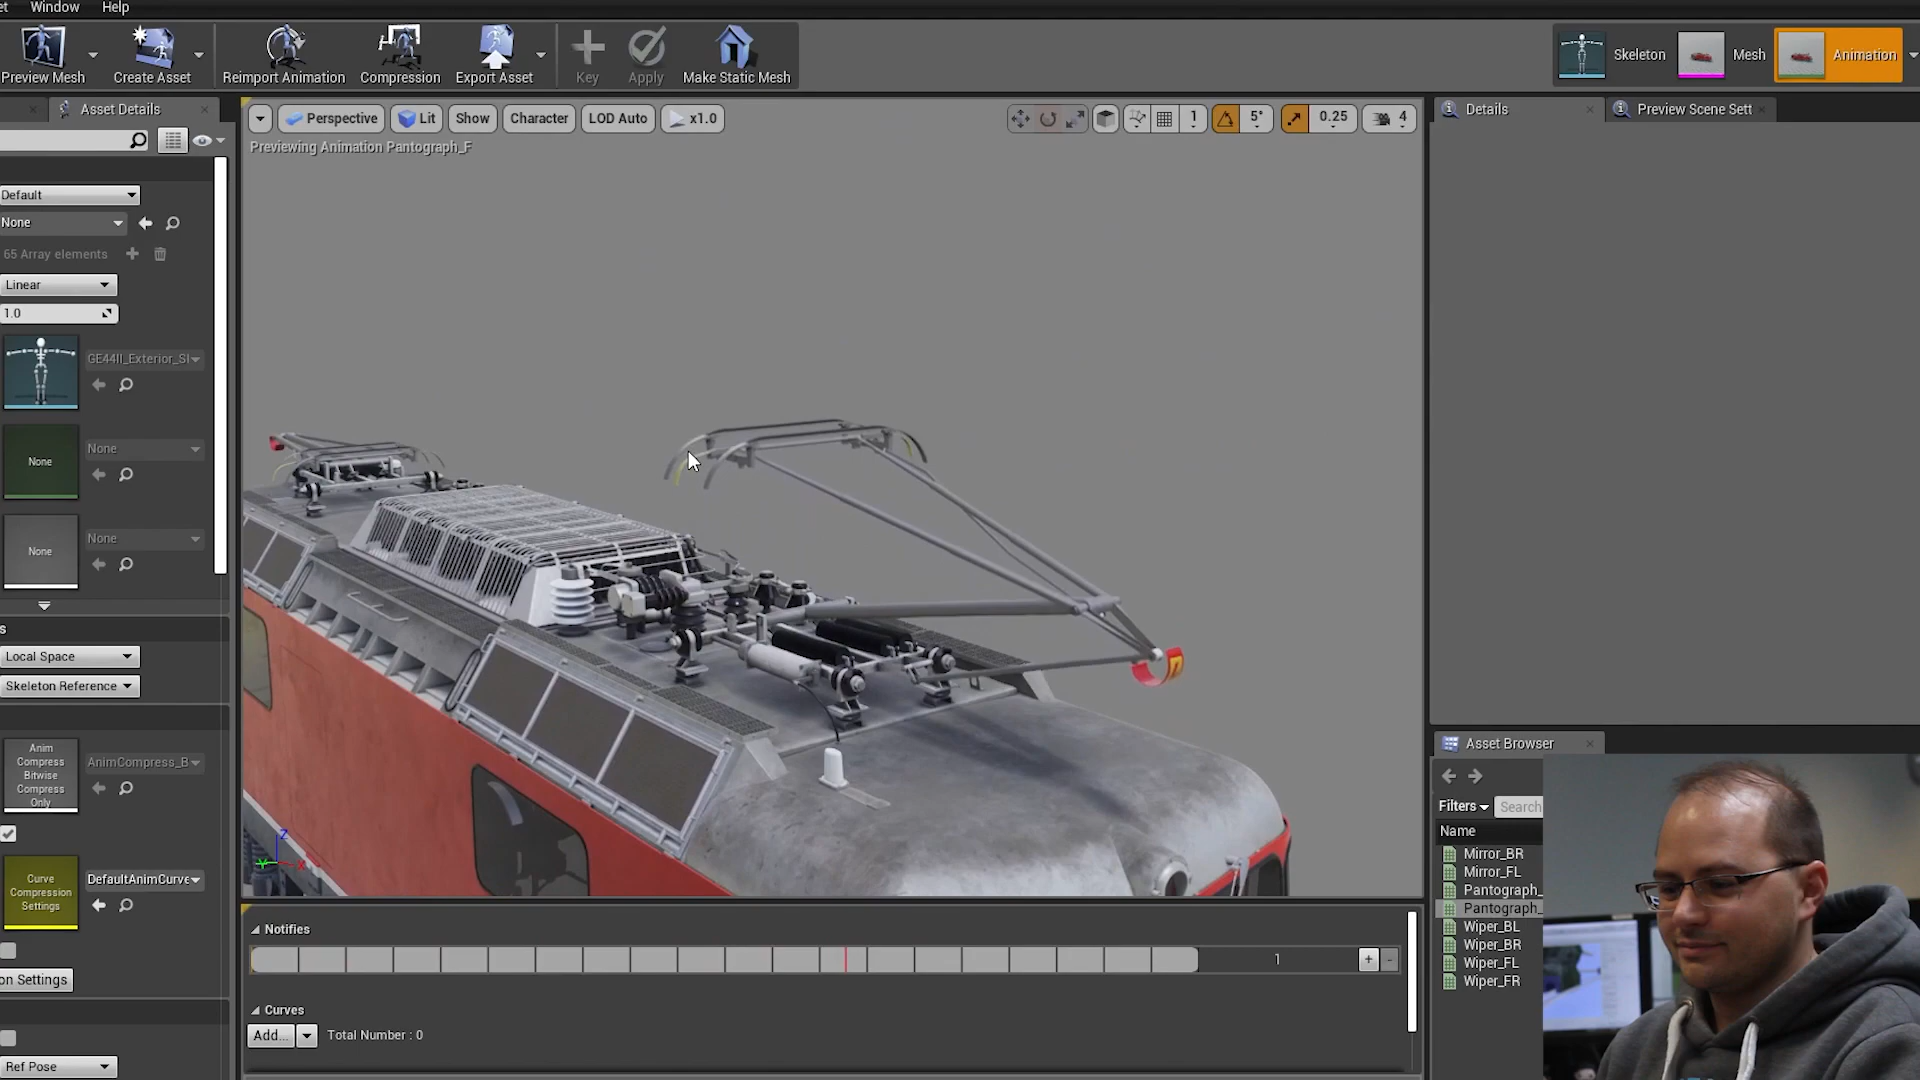 Window Help
Preview Mesh
Create Asset
Reimport Animation
Compression
Export Asset
Key
Apply
Make Static Mesh
Skeleton
Mesh
Animation
Asset Details
Perspective
Lit
Show
Character
LOD Auto
x1.0
1
5°
0.25
4
Details
Preview Scene Sett
Previewing Animation Pantograph_F
Default
None
65 Array elements
Linear
1.0
GE44II_Exterior_Sl
None
None
None
None
Local Space
Skeleton Reference
Anim
Compress
Bitwise
Compress
Only
AnimCompress_B
Curve
Compression
Settings
DefaultAnimCurve
on Settings
Ref Pose
Z
Y
X
Notifies
1
Curves
Add...
Total Number : 0
Asset Browser
Filters
Search
Name
Mirror_BR
Mirror_FL
Pantograph_
Pantograph_
Wiper_BL
Wiper_BR
Wiper_FL
Wiper_FR